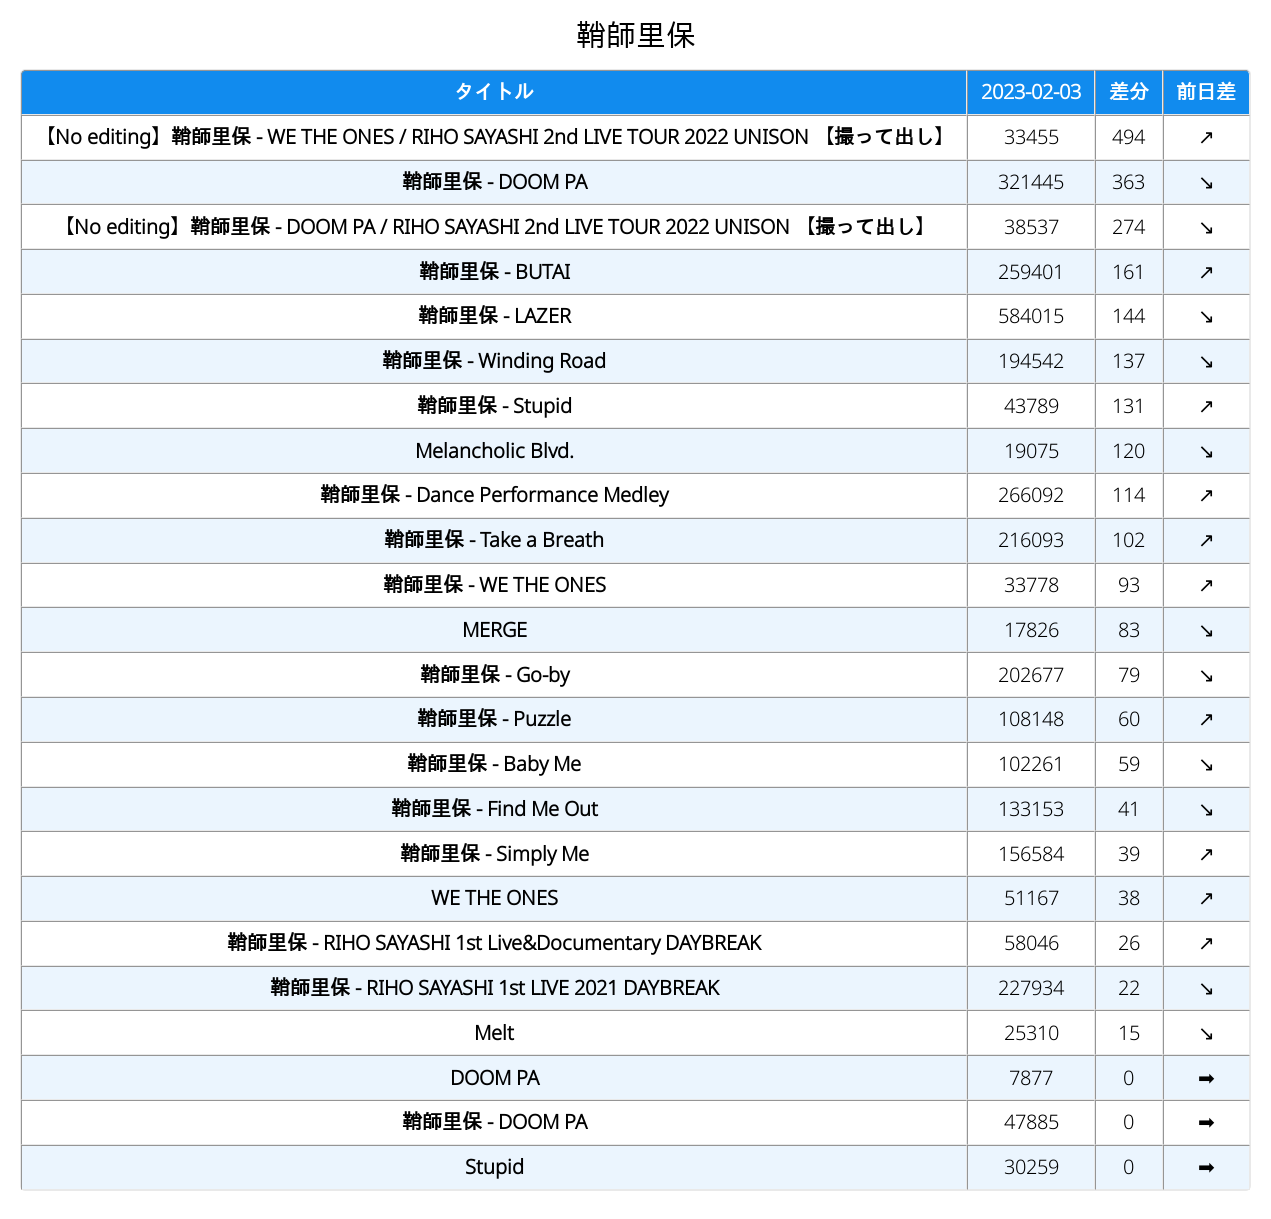 鞘師里保
タイトル 2023-02-03 差分 前日差
【No editing】鞘師里保 - WE THE ONES / RIHO SAYASHI 2nd LIVE TOUR 2022 UNISON 【撮って出し】 33455 494 ↗
鞘師里保 - DOOM PA 321445 363 ↘
【No editing】鞘師里保 - DOOM PA / RIHO SAYASHI 2nd LIVE TOUR 2022 UNISON 【撮って出し】 38537 274 ↘
鞘師里保 - BUTAI 259401 161 ↗
鞘師里保 - LAZER 584015 144 ↘
鞘師里保 - Winding Road 194542 137 ↘
鞘師里保 - Stupid 43789 131 ↗
Melancholic Blvd. 19075 120 ↘
鞘師里保 - Dance Performance Medley 266092 114 ↗
鞘師里保 - Take a Breath 216093 102 ↗
鞘師里保 - WE THE ONES 33778 93 ↗
MERGE 17826 83 ↘
鞘師里保 - Go-by 202677 79 ↘
鞘師里保 - Puzzle 108148 60 ↗
鞘師里保 - Baby Me 102261 59 ↘
鞘師里保 - Find Me Out 133153 41 ↘
鞘師里保 - Simply Me 156584 39 ↗
WE THE ONES 51167 38 ↗
鞘師里保 - RIHO SAYASHI 1st Live&Documentary DAYBREAK 58046 26 ↗
鞘師里保 - RIHO SAYASHI 1st LIVE 2021 DAYBREAK 227934 22 ↘
Melt 25310 15 ↘
DOOM PA 7877 0 ➡
鞘師里保 - DOOM PA 47885 0 ➡
Stupid 30259 0 ➡